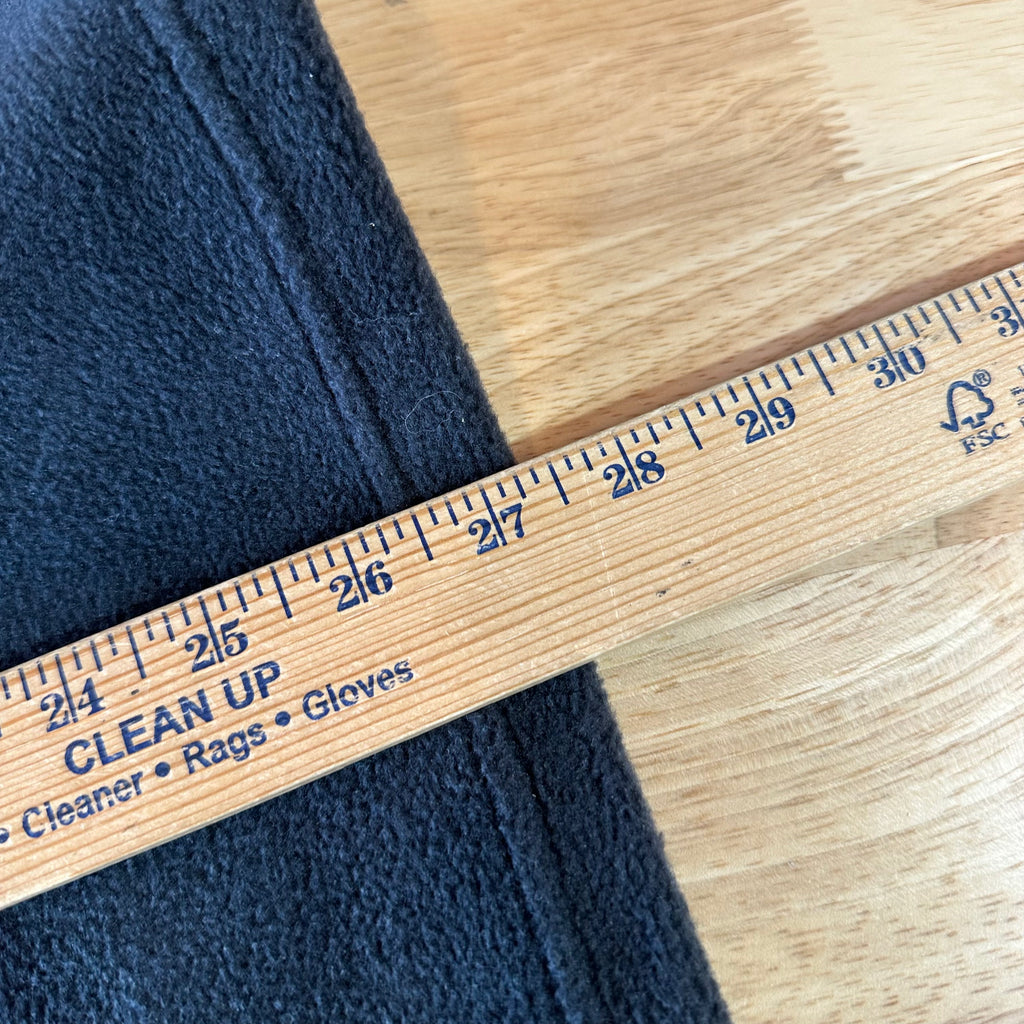 24 25 26 27 28 29 30
CLEAN UP
• Cleaner • Rags • Gloves
FSC®